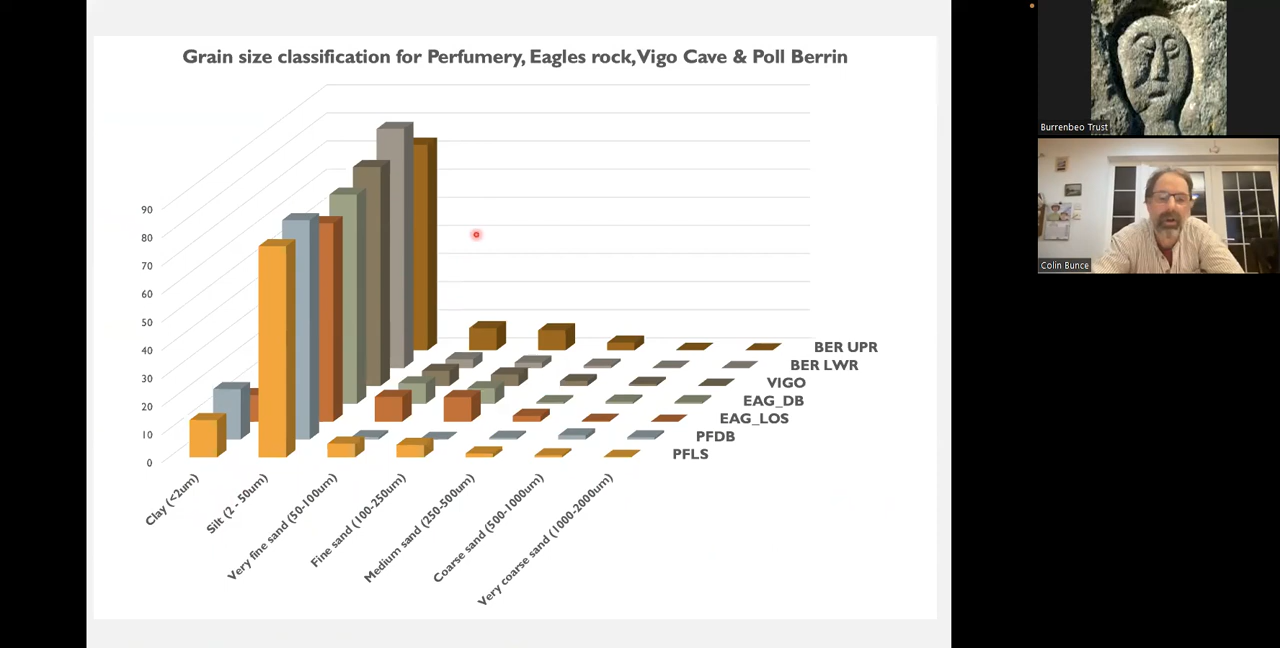 Grain size classification for Perfumery, Eagles rock, Vigo Cave & Poll Berrin
90
80
70
60
50
40
30
20
10
0
BER UPR
BER LWR
VIGO
EAG_DB
EAG_LOS
PFDB
PFLS
Clay (<2um)
Silt (2 - 50um)
Very fine sand (50-100um)
Fine sand (100-250um)
Medium sand (250-500um)
Coarse sand (500-1000um)
Very coarse sand (1000-2000um)
Burrenbeo Trust
Colin Bunce